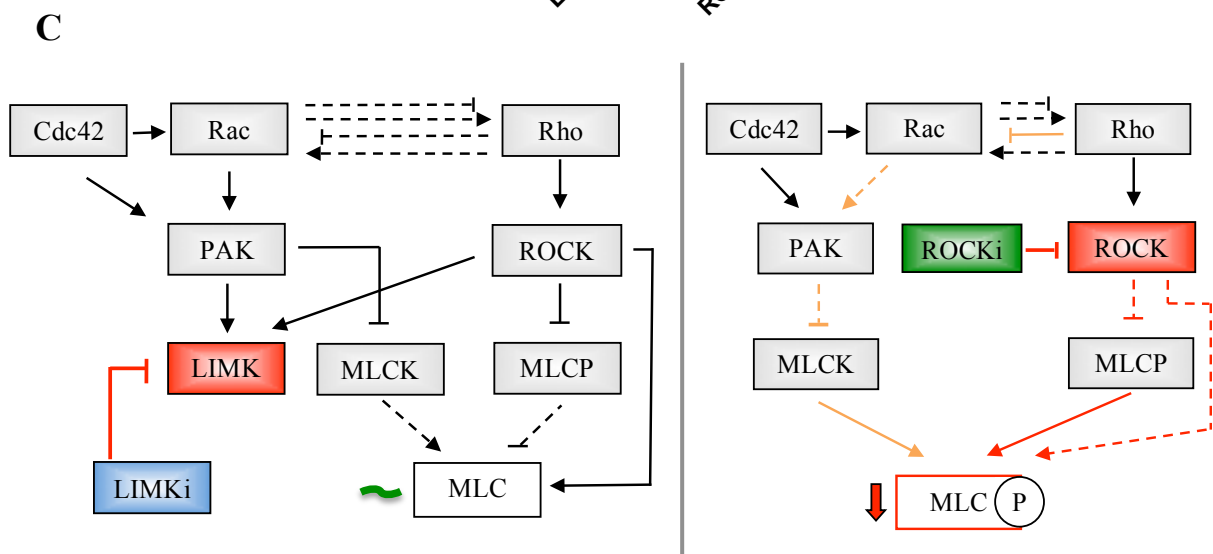 C
Cdc42 Rac Rho Cdc42 Rac Rho
PAK ROCK PAK ROCKi ROCK
LIMK MLCK MLCP MLCK MLCP
LIMKi MLC MLC P